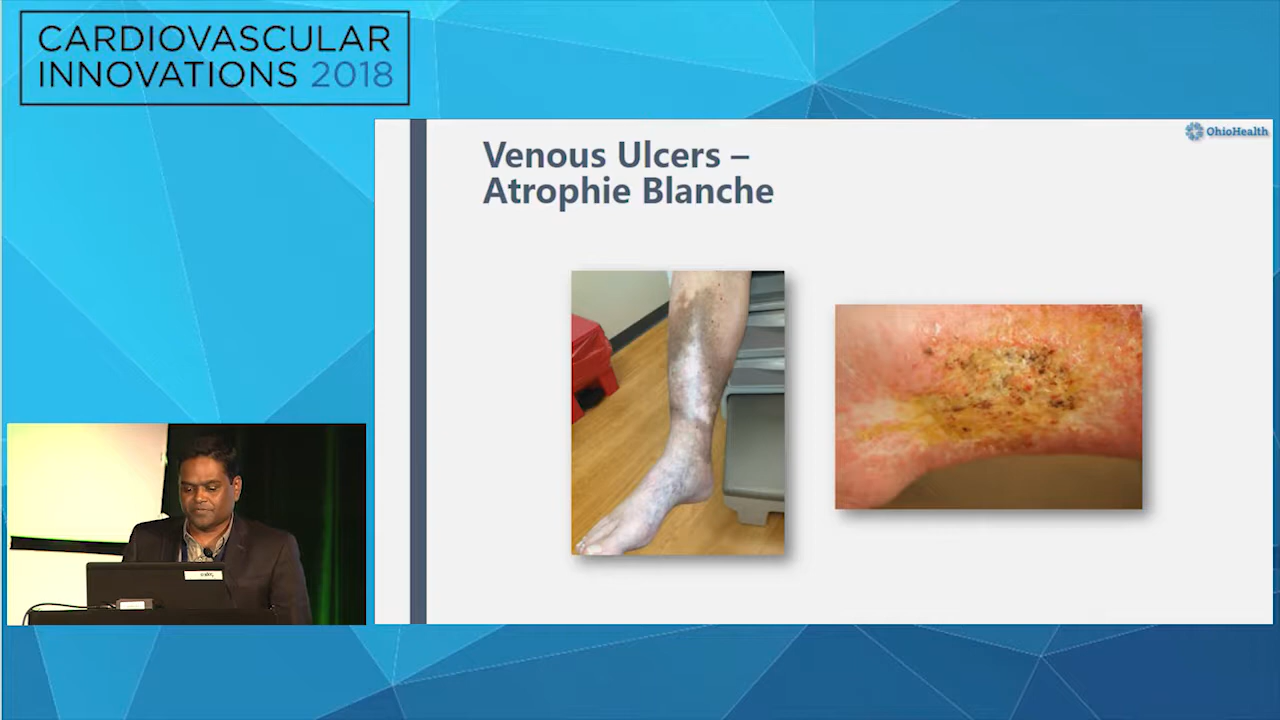 CARDIOVASCULAR
INNOVATIONS 2018
OhioHealth
Venous Ulcers –
Atrophie Blanche